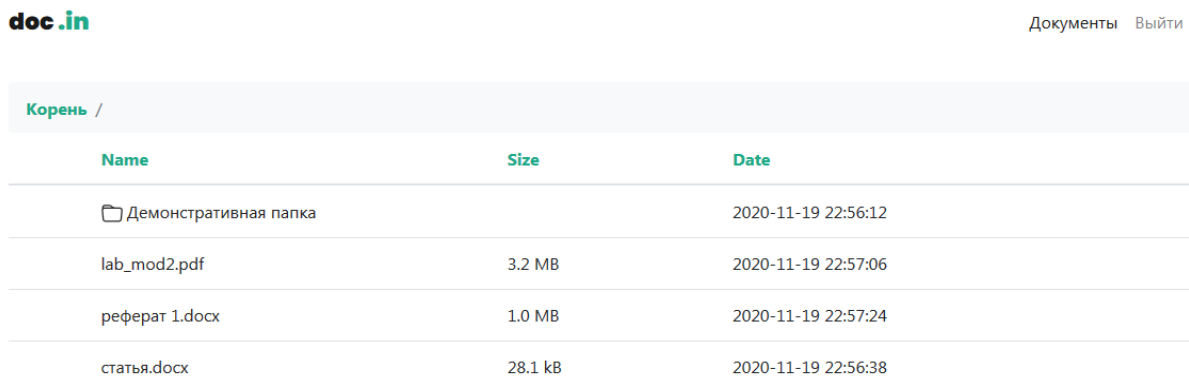 doc.in Документы Выйти
Корень /
Name Size Date
Демонстративная папка 2020-11-19 22:56:12
lab_mod2.pdf 3.2 MB 2020-11-19 22:57:06
реферат 1.docx 1.0 MB 2020-11-19 22:57:24
статья.docx 28.1 kB 2020-11-19 22:56:38